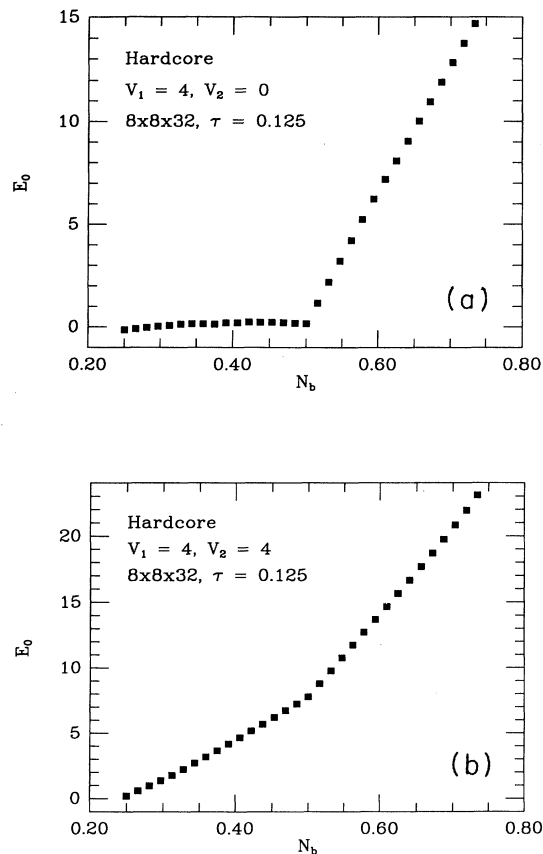 15
Hardcore
V₁ = 4, V₂ = 0
8x8x32, τ = 0.125
10
E₀
5
(a)
0
0.20 0.40 0.60 0.80
N_b
Hardcore
V₁ = 4, V₂ = 4
20
8x8x32, τ = 0.125
15
E₀
10
5
(b)
0
0.20 0.40 0.60 0.80
N_b